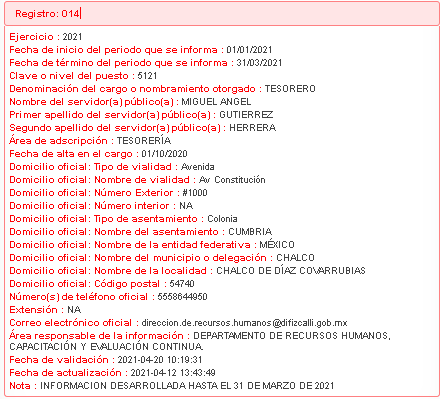 Registro: 014
Ejercicio : 2021
Fecha de inicio del periodo que se informa : 01/01/2021
Fecha de término del periodo que se informa : 31/03/2021
Clave o nivel del puesto : 5121
Denominación del cargo o nombramiento otorgado : TESORERO
Nombre del servidor(a) público(a) : MIGUEL ANGEL
Primer apellido del servidor(a) público(a) : GUTIERREZ
Segundo apellido del servidor(a) público(a) : HERRERA
Área de adscripción : TESORERÍA
Fecha de alta en el cargo : 01/10/2020
Domicilio oficial: Tipo de vialidad : Avenida
Domicilio oficial: Nombre de vialidad : Av Constitución
Domicilio oficial: Número Exterior : #1000
Domicilio oficial: Número interior : NA
Domicilio oficial: Tipo de asentamiento : Colonia
Domicilio oficial: Nombre del asentamiento : CUMBRIA
Domicilio oficial: Nombre de la entidad federativa : MÉXICO
Domicilio oficial: Nombre del municipio o delegación : CHALCO
Domicilio oficial: Nombre de la localidad : CHALCO DE DÍAZ COVARRUBIAS
Domicilio oficial: Código postal : 54740
Número(s) de teléfono oficial : 5558644950
Extensión : NA
Correo electrónico oficial : direccion.de.recursos.humanos@difizcalli.gob.mx
Área responsable de la información : DEPARTAMENTO DE RECURSOS HUMANOS,
CAPACITACIÓN Y EVALUACIÓN CONTINUA.
Fecha de validación : 2021-04-20 10:19:31
Fecha de actualización : 2021-04-12 13:43:49
Nota : INFORMACION DESARROLLADA HASTA EL 31 DE MARZO DE 2021